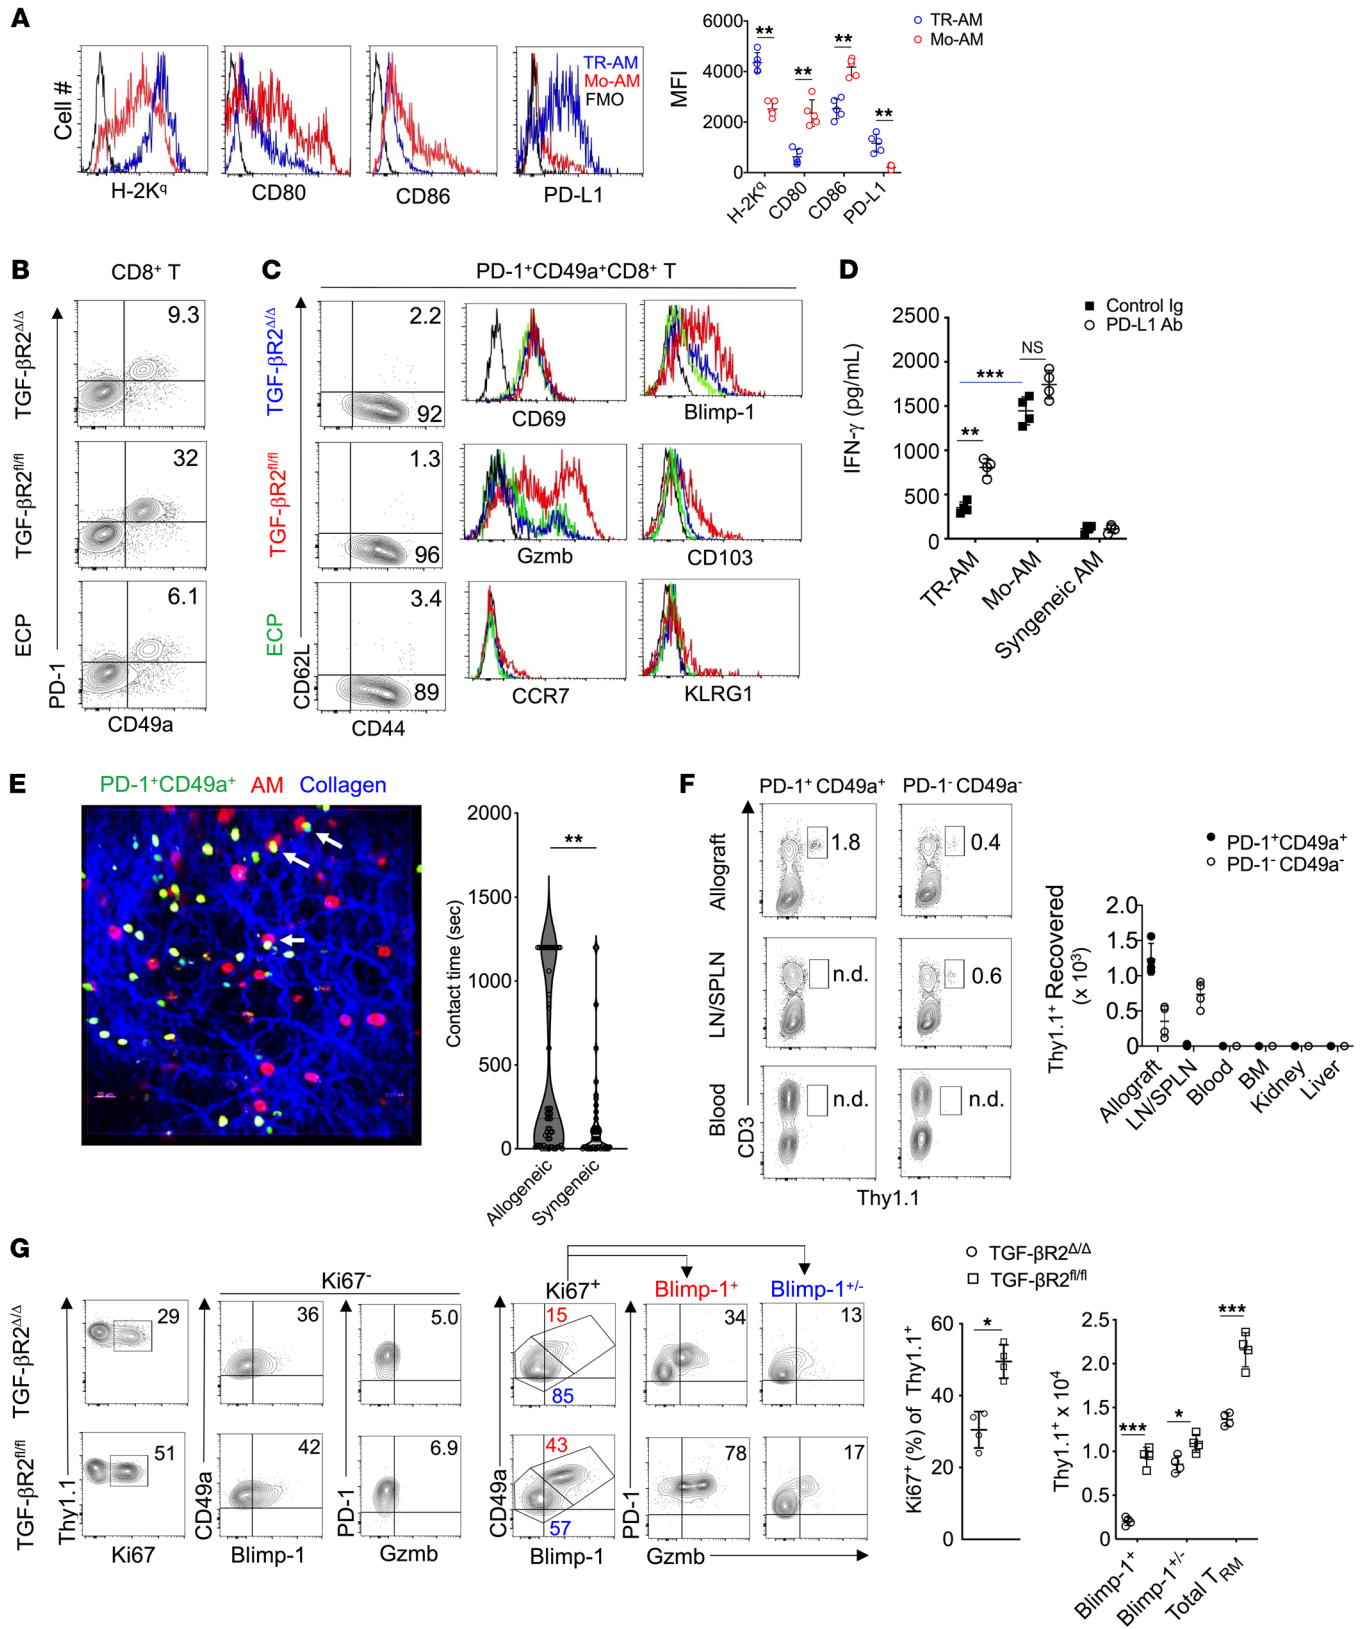 A
Cell #
H-2Kq
CD80
CD86
PD-L1
TR-AM
Mo-AM
FMO
MFI
6000
4000
2000
0
**
**
**
**
H-2Kq
CD80
CD86
PD-L1
TR-AM
Mo-AM
B
CD8+ T
TGF-βR2Δ/Δ
9.3
TGF-βR2fl/fl
32
ECP
6.1
PD-1
CD49a
C
PD-1+CD49a+CD8+ T
TGF-βR2Δ/Δ
2.2
92
TGF-βR2fl/fl
1.3
96
ECP
3.4
89
CD62L
CD44
CD69
Blimp-1
Gzmb
CD103
CCR7
KLRG1
D
Control Ig
PD-L1 Ab
IFN-γ (pg/mL)
2500
2000
1500
1000
500
0
**
***
NS
TR-AM
Mo-AM
Syngeneic AM
E
PD-1+CD49a+ AM Collagen
Contact time (sec)
2000
1500
1000
500
0
**
Allogeneic
Syngeneic
F
PD-1+ CD49a+
PD-1- CD49a-
Allograft
1.8
0.4
LN/SPLN
n.d.
0.6
Blood
n.d.
n.d.
CD3
Thy1.1
PD-1+CD49a+
PD-1- CD49a-
Thy1.1+ Recovered
(x 103)
2.0
1.5
1.0
0.5
0
Allograft
LN/SPLN
Blood
BM
Kidney
Liver
G
Ki67-
Ki67+
Blimp-1+
Blimp-1+/-
TGF-βR2Δ/Δ
29
36
5.0
15
85
34
13
TGF-βR2fl/fl
51
42
6.9
43
57
78
17
Thy1.1
Ki67
CD49a
Blimp-1
PD-1
Gzmb
CD49a
Blimp-1
PD-1
Gzmb
TGF-βR2Δ/Δ
TGF-βR2fl/fl
Ki67+ (%) of Thy1.1+
60
40
20
0
*
Thy1.1+ x 104
2.5
2.0
1.5
1.0
0.5
0
***
*
***
Blimp-1+
Blimp-1+/-
Total TRM